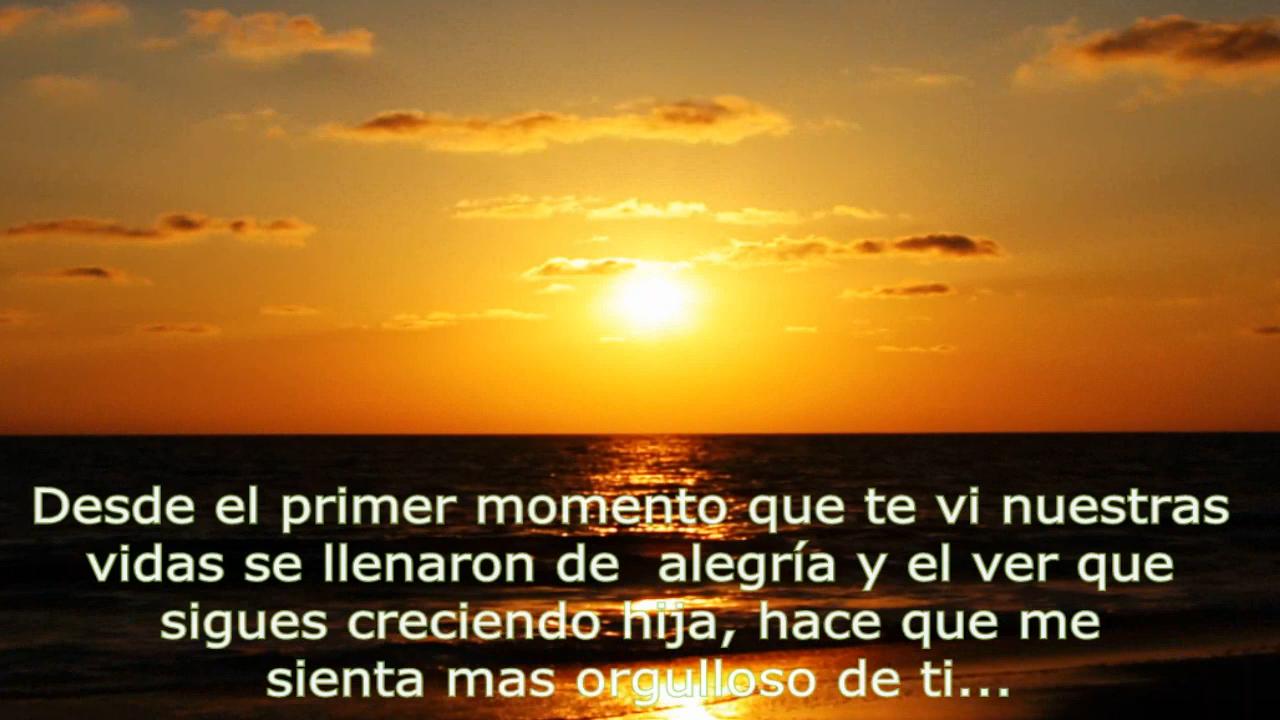 Desde el primer momento que te vi nuestras
vidas se llenaron de  alegría y el ver que
sigues creciendo hija, hace que me
sienta mas orgulloso de ti...